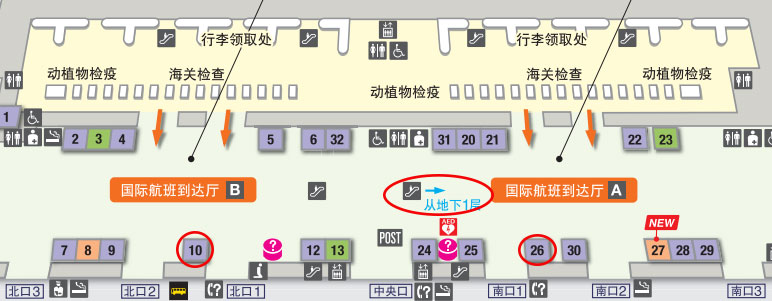 行李领取处 行李领取处
动植物检疫 海关检查 海关检查 动植物检疫
动植物检疫
1
2 3 4 5 6 32 31 20 21 22 23
国际航班到达厅 B 国际航班到达厅 A
从地下1层
AED
NEW
POST
7 8 9 10 ? 12 13 24 ? 25 26 30 27 28 29
? ? ?
北口3 北口2 北口1 中央口 南口1 南口2 南口3